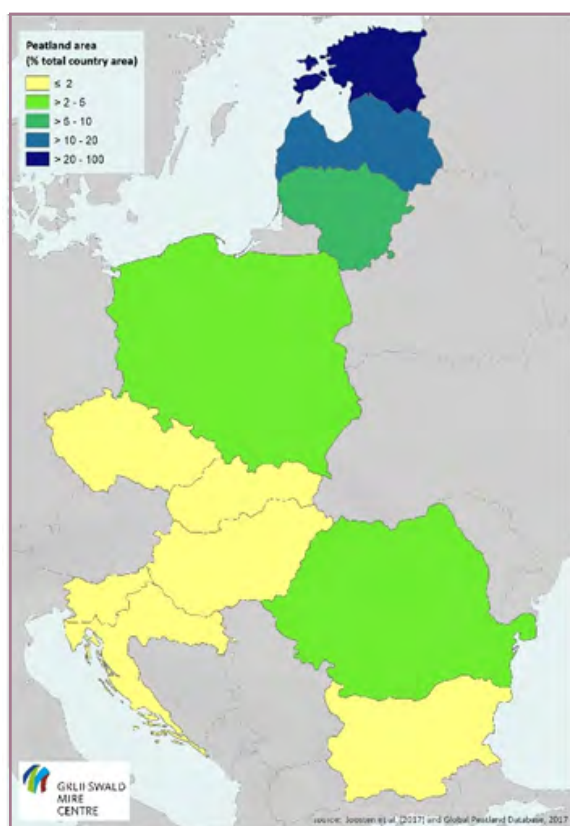 Peatland area
(% total country area)
≤ 2
> 2 - 5
> 5 - 10
> 10 - 20
> 20 - 100
GREIFSWALD
MIRE
CENTRE
source: Joosten et al. (2017) and Global Peatland Database, 2017